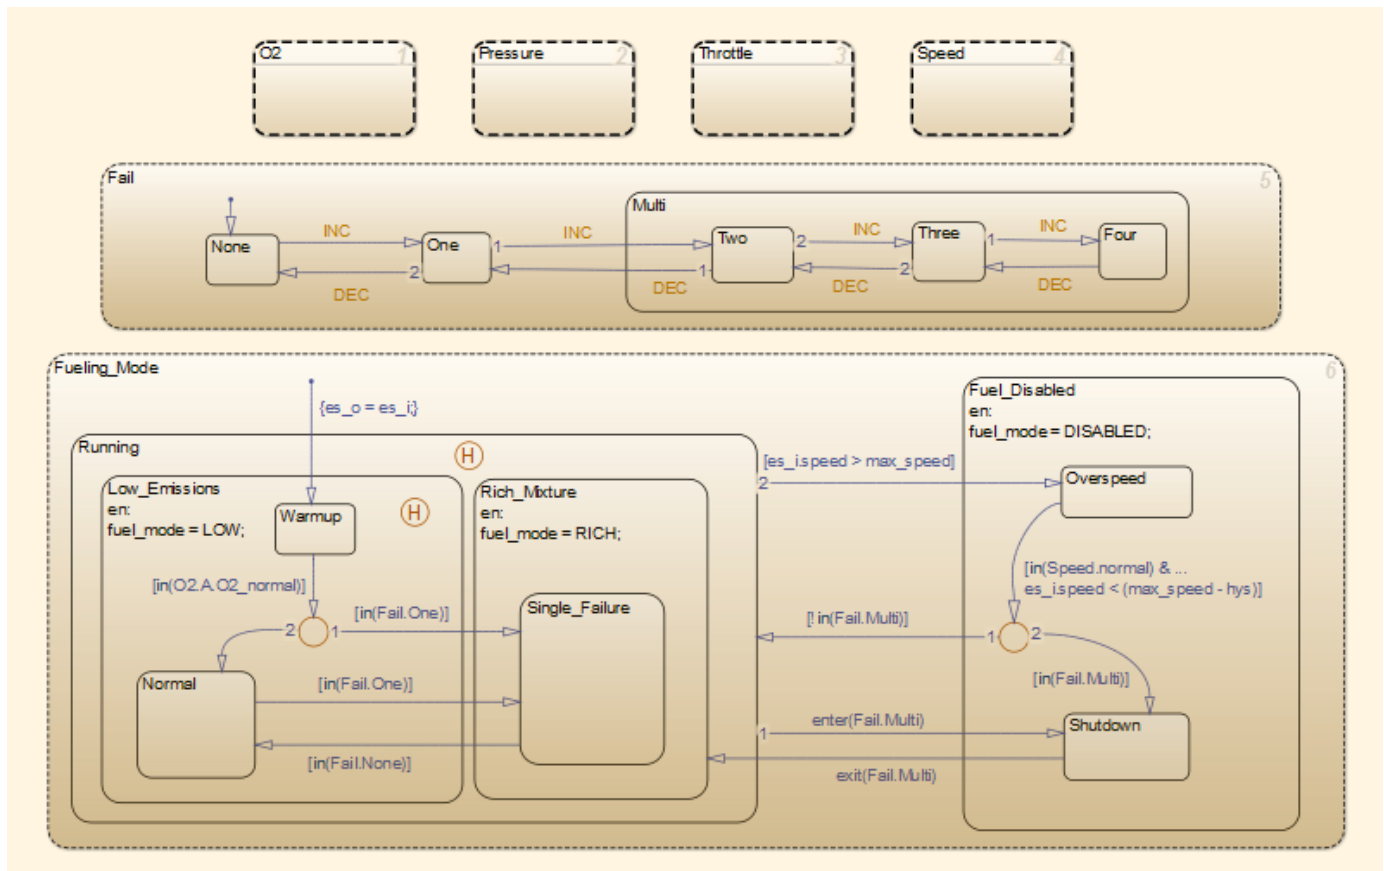 O2
1
Pressure
2
Throttle
3
Speed
4
Fail
5
Multi
None
INC
DEC
One
1
2
INC
DEC
Two
2
1
INC
DEC
Three
1
2
INC
DEC
Four
Fueling_Mode
6
{es_o = es_i;}
Running
H
Low_Emissions
en:
fuel_mode = LOW;
H
Warmup
[in(O2.A.O2_normal)]
2
1
[in(Fail.One)]
Normal
[in(Fail.One)]
[in(Fail.None)]
Rich_Mixture
en:
fuel_mode = RICH;
Single_Failure
[es_i.speed > max_speed]
2
[! in(Fail.Multi)]
1
enter(Fail.Multi)
exit(Fail.Multi)
Fuel_Disabled
en:
fuel_mode = DISABLED;
Overspeed
[in(Speed.normal) & ...
es_i.speed < (max_speed - hys)]
1
2
[in(Fail.Multi)]
Shutdown